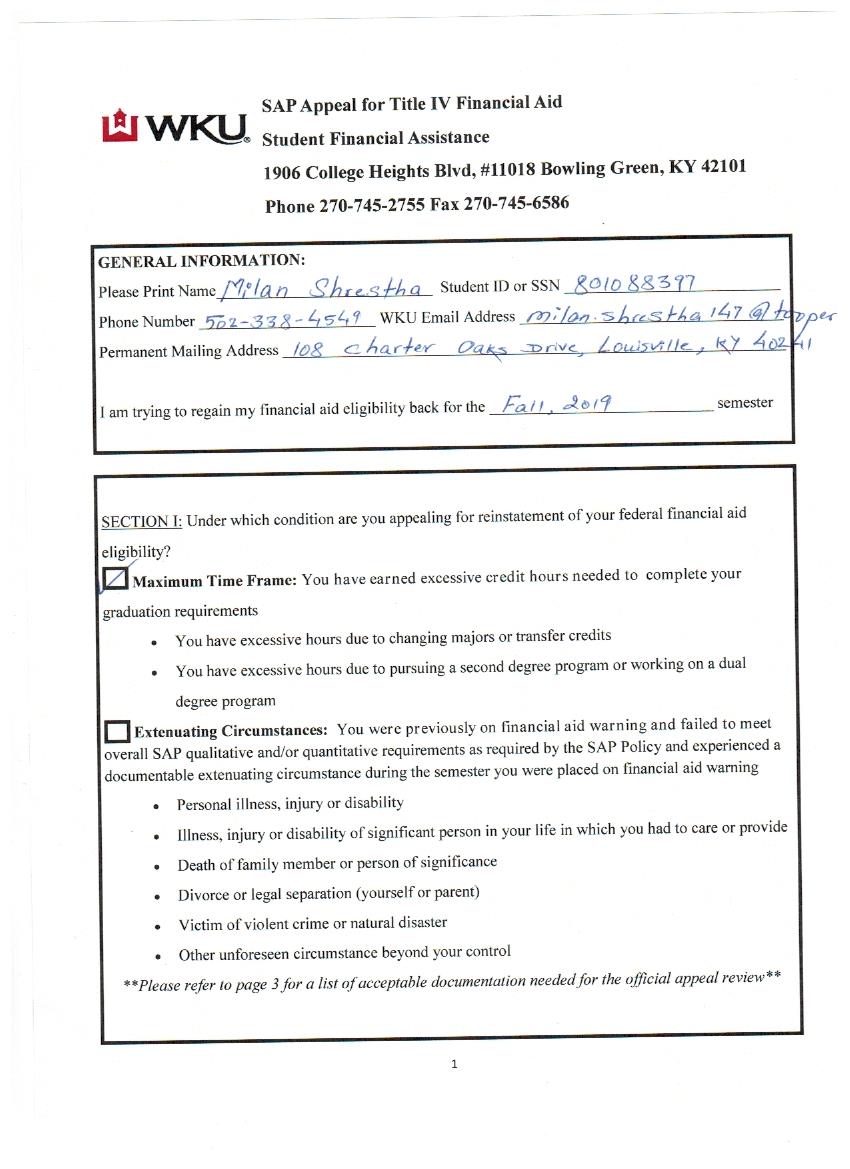 WKU®
SAP Appeal for Title IV Financial Aid
Student Financial Assistance
1906 College Heights Blvd, #11018 Bowling Green, KY 42101
Phone 270-745-2755 Fax 270-745-6586
GENERAL INFORMATION:
Please Print Name Milan Shrestha Student ID or SSN 801088397
Phone Number 502-338-4549 WKU Email Address milan.shrestha147@topper
Permanent Mailing Address 108 Charter Oaks Drive, Louisville, KY 40241
I am trying to regain my financial aid eligibility back for the Fall, 2019 semester
SECTION I: Under which condition are you appealing for reinstatement of your federal financial aid
eligibility?
Maximum Time Frame: You have earned excessive credit hours needed to complete your
graduation requirements
• You have excessive hours due to changing majors or transfer credits
• You have excessive hours due to pursuing a second degree program or working on a dual
degree program
Extenuating Circumstances: You were previously on financial aid warning and failed to meet
overall SAP qualitative and/or quantitative requirements as required by the SAP Policy and experienced a
documentable extenuating circumstance during the semester you were placed on financial aid warning
• Personal illness, injury or disability
• Illness, injury or disability of significant person in your life in which you had to care or provide
• Death of family member or person of significance
• Divorce or legal separation (yourself or parent)
• Victim of violent crime or natural disaster
• Other unforeseen circumstance beyond your control
**Please refer to page 3 for a list of acceptable documentation needed for the official appeal review**
1